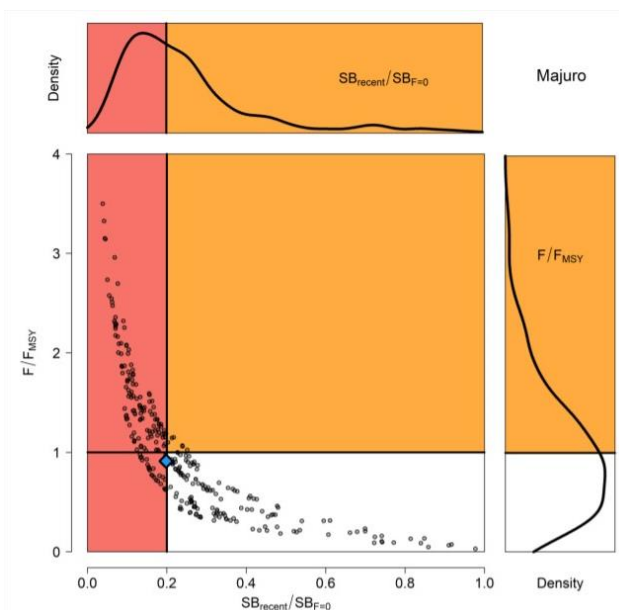 Density
SBrecent/SBF=0
Majuro
4
3
2
1
0
F/FMSY
F/FMSY
0.0 0.2 0.4 0.6 0.8 1.0
SBrecent/SBF=0
Density